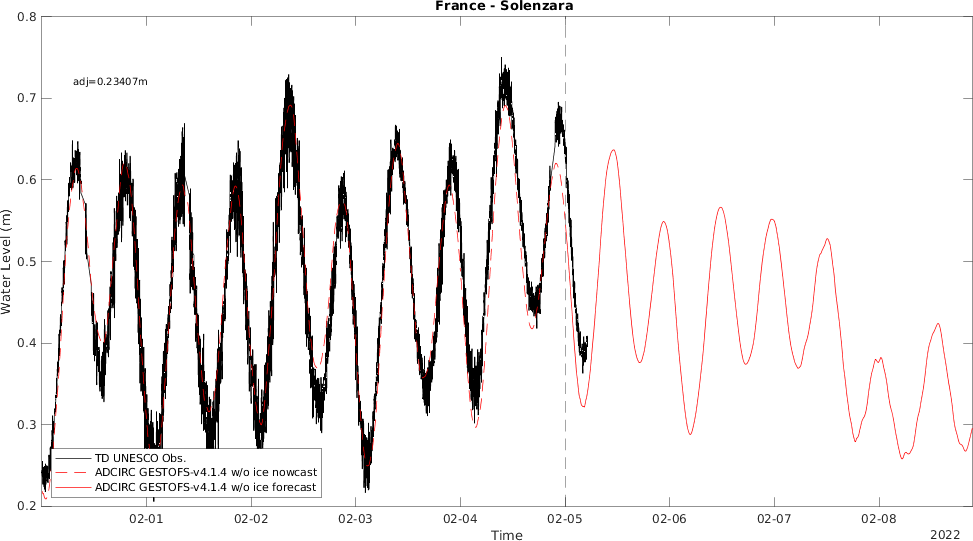 France - Solenzara
0.8
adj=0.23407m
0.7
0.6
0.5
0.4
0.3
0.2
Water Level (m)
TD UNESCO Obs.
ADCIRC GESTOFS-v4.1.4 w/o ice nowcast
ADCIRC GESTOFS-v4.1.4 w/o ice forecast
02-01 02-02 02-03 02-04 02-05 02-06 02-07 02-08
Time
2022